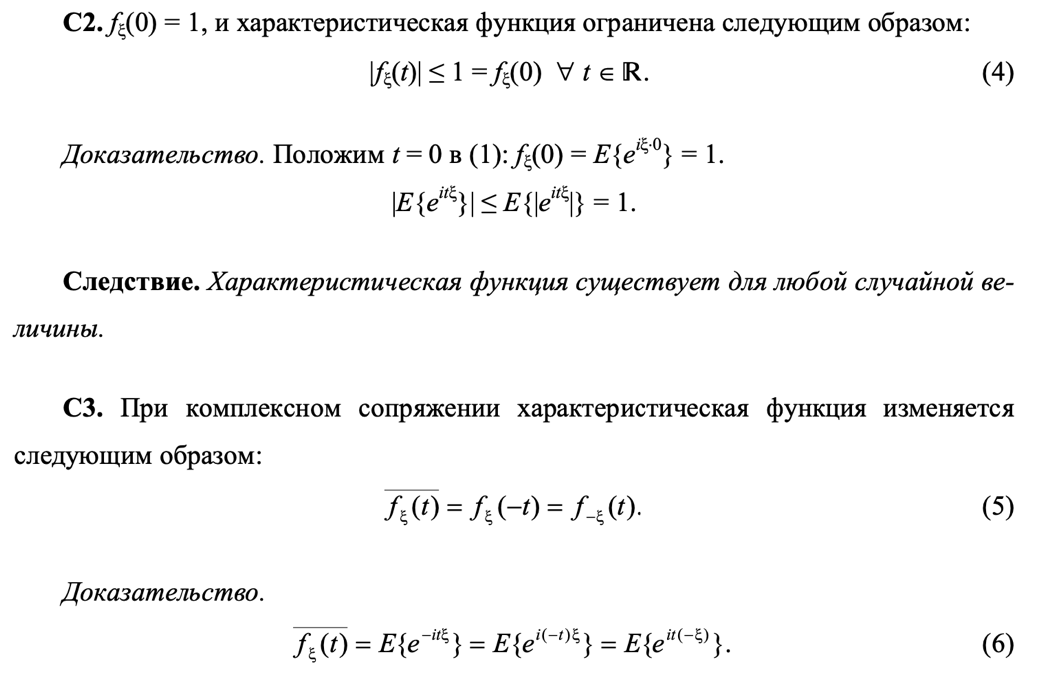 С2. f_ξ(0) = 1, и характеристическая функция ограничена следующим образом:
|f_ξ(t)| ≤ 1 = f_ξ(0) ∀ t ∈ ℝ. (4)
Доказательство. Положим t = 0 в (1): f_ξ(0) = E{e^{iξ·0}} = 1.
|E{e^{itξ}}| ≤ E{|e^{itξ}|} = 1.
Следствие. Характеристическая функция существует для любой случайной ве-
личины.
С3. При комплексном сопряжении характеристическая функция изменяется
следующим образом:
\overline{f_ξ(t)} = f_ξ(−t) = f_{−ξ}(t). (5)
Доказательство.
\overline{f_ξ(t)} = E{e^{−itξ}} = E{e^{i(−t)ξ}} = E{e^{it(−ξ)}}. (6)